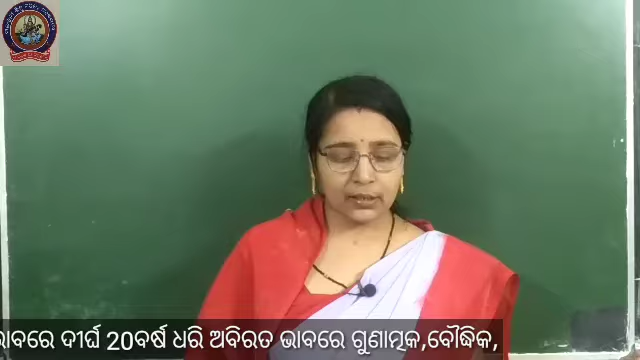 ଭାବରେ ଦୀର୍ଘ 20ବର୍ଷ ଧରି ଅବିରତ ଭାବରେ ଗୁଣାତ୍ମକ,ବୌଦ୍ଧିକ,